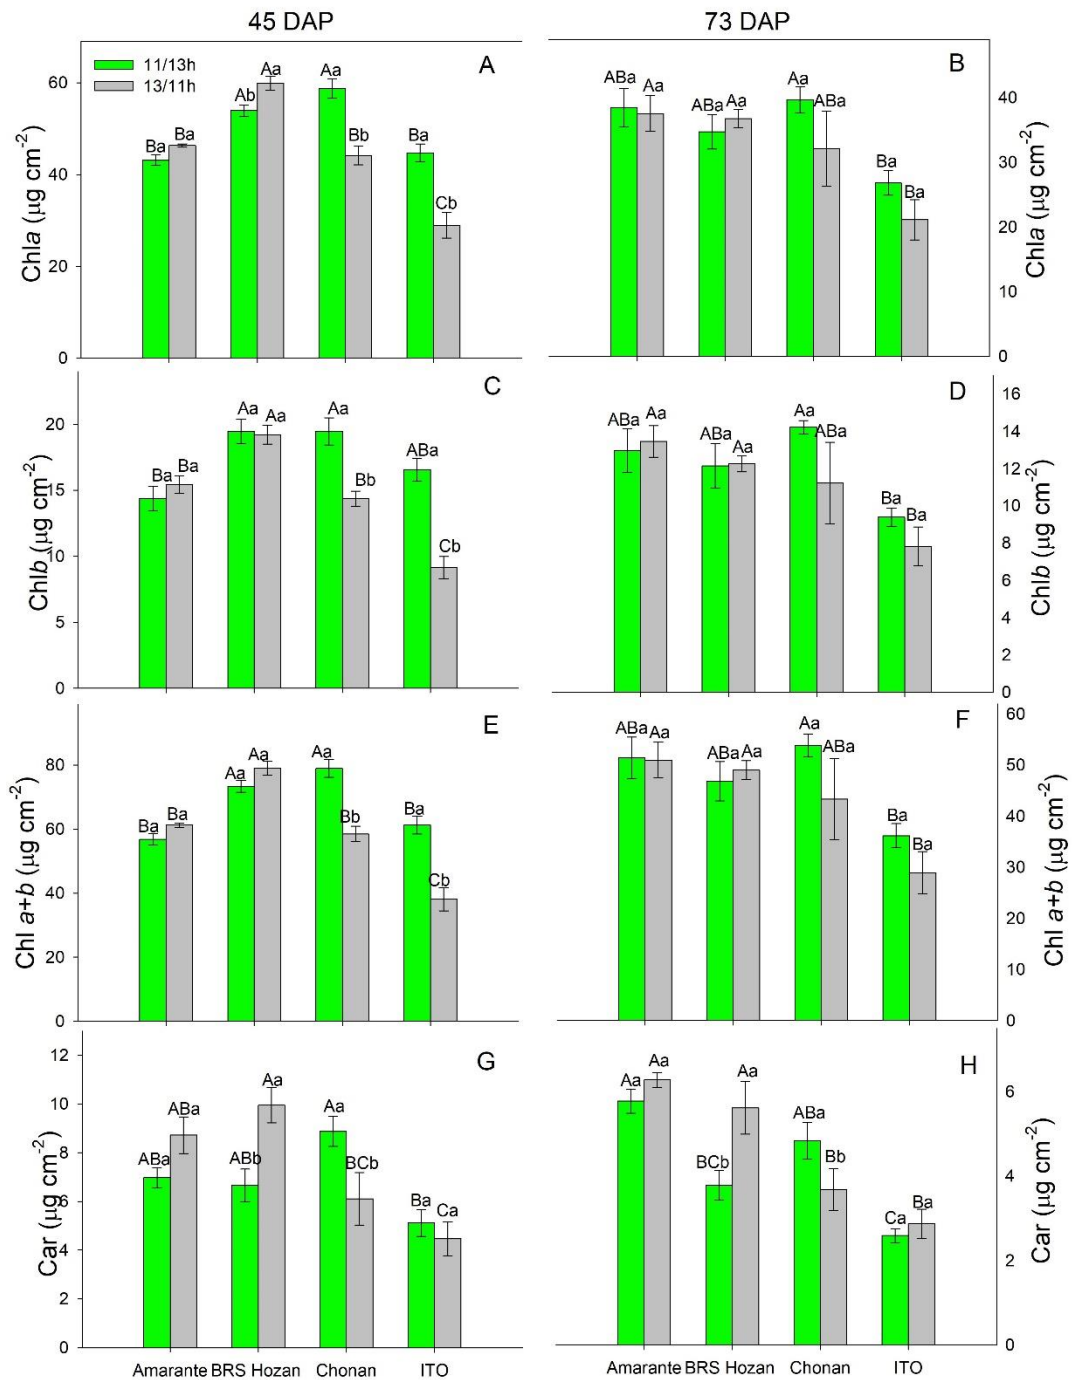 45 DAP
73 DAP
11/13h
13/11h
A
Chla (μg cm-2)
60
40
20
0
Ba
Ba
Ab
Aa
Aa
Bb
Ba
Cb
B
Chla (μg cm-2)
40
30
20
10
0
ABa
Aa
ABa
Aa
Aa
ABa
Ba
Ba
C
Chlb (μg cm-2)
20
15
10
5
0
Ba
Ba
Aa
Aa
Aa
Bb
ABa
Cb
D
Chlb (μg cm-2)
16
14
12
10
8
6
4
2
0
ABa
Aa
ABa
Aa
Aa
ABa
Ba
Ba
E
Chl a+b (μg cm-2)
80
60
40
20
0
Ba
Ba
Aa
Aa
Aa
Bb
Ba
Cb
F
Chl a+b (μg cm-2)
60
50
40
30
20
10
0
ABa
Aa
ABa
Aa
Aa
ABa
Ba
Ba
G
Car (μg cm-2)
12
10
8
6
4
2
0
ABa
ABa
ABb
Aa
Aa
BCb
Ba
Ca
Amarante
BRS Hozan
Chonan
ITO
H
Car (μg cm-2)
6
4
2
0
Aa
Aa
BCb
Aa
ABa
Bb
Ca
Ba
Amarante
BRS Hozan
Chonan
ITO